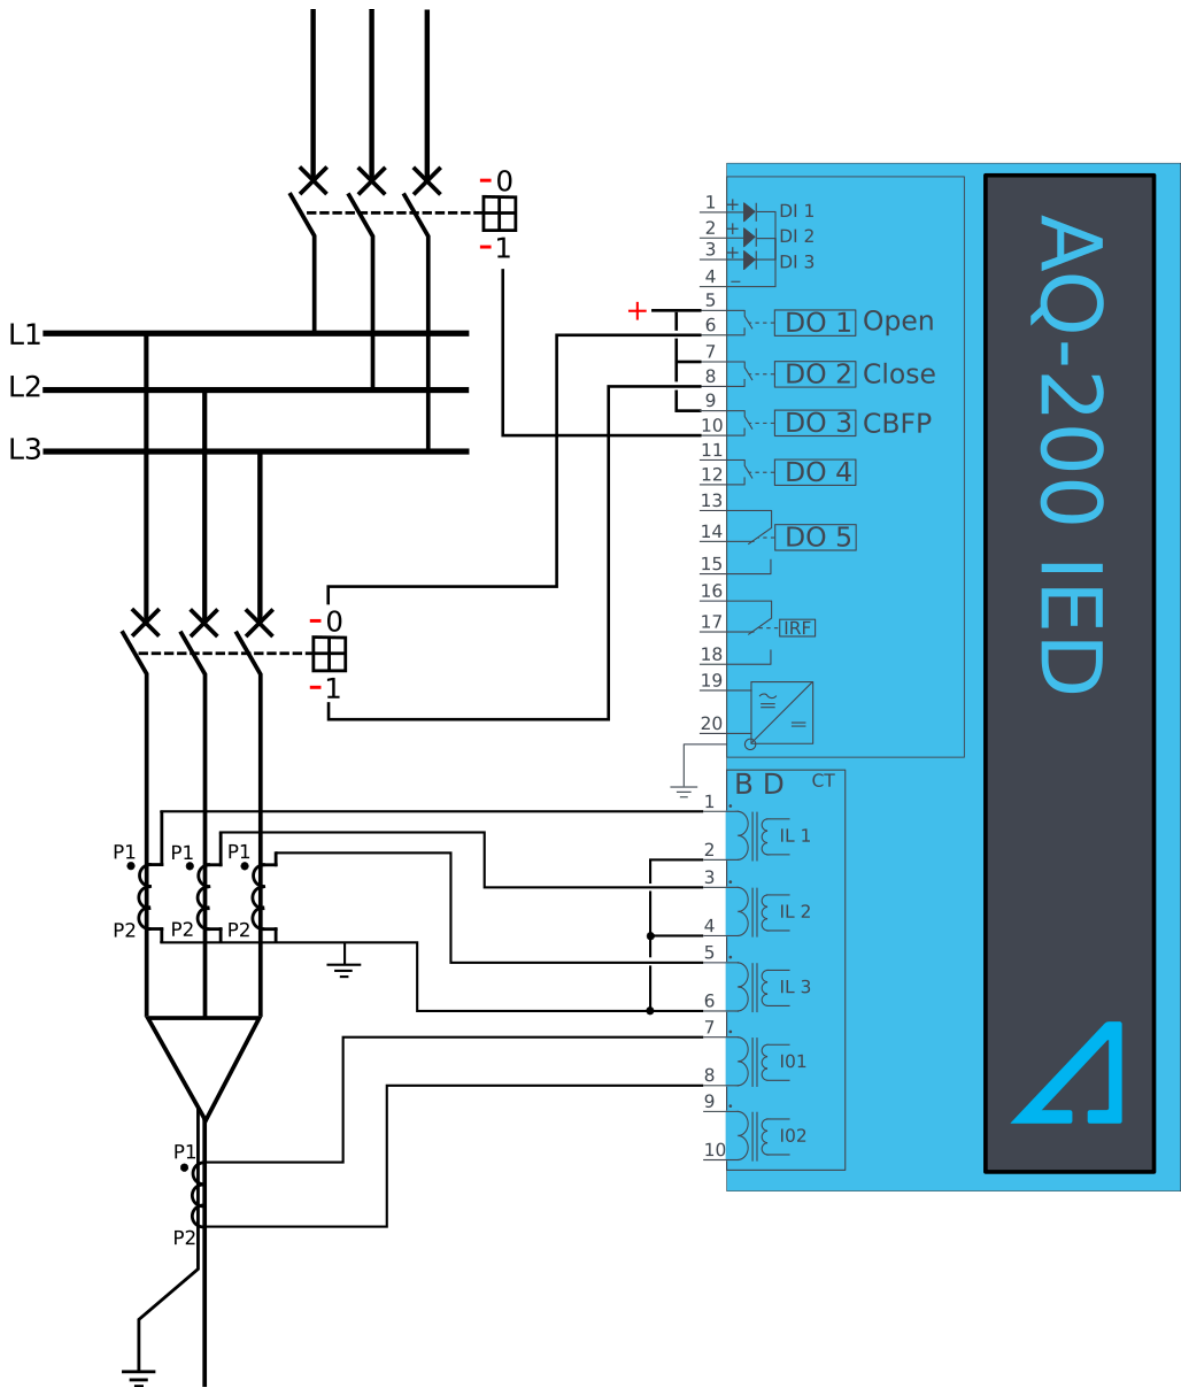 -0
-1
L1
L2
L3
-0
-1
P1 P1 P1
P2 P2 P2
P1
P2
+
1 + DI 1
2 + DI 2
3 + DI 3
4 -
5
6 DO 1 Open
7
8 DO 2 Close
9
10 DO 3 CBFP
11
12 DO 4
13
14 DO 5
15
16
17 IRF
18
19
20
~
=
=
B D CT
1
IL 1
2
3
IL 2
4
5
IL 3
6
7
I01
8
9
I02
10
AQ-200 IED